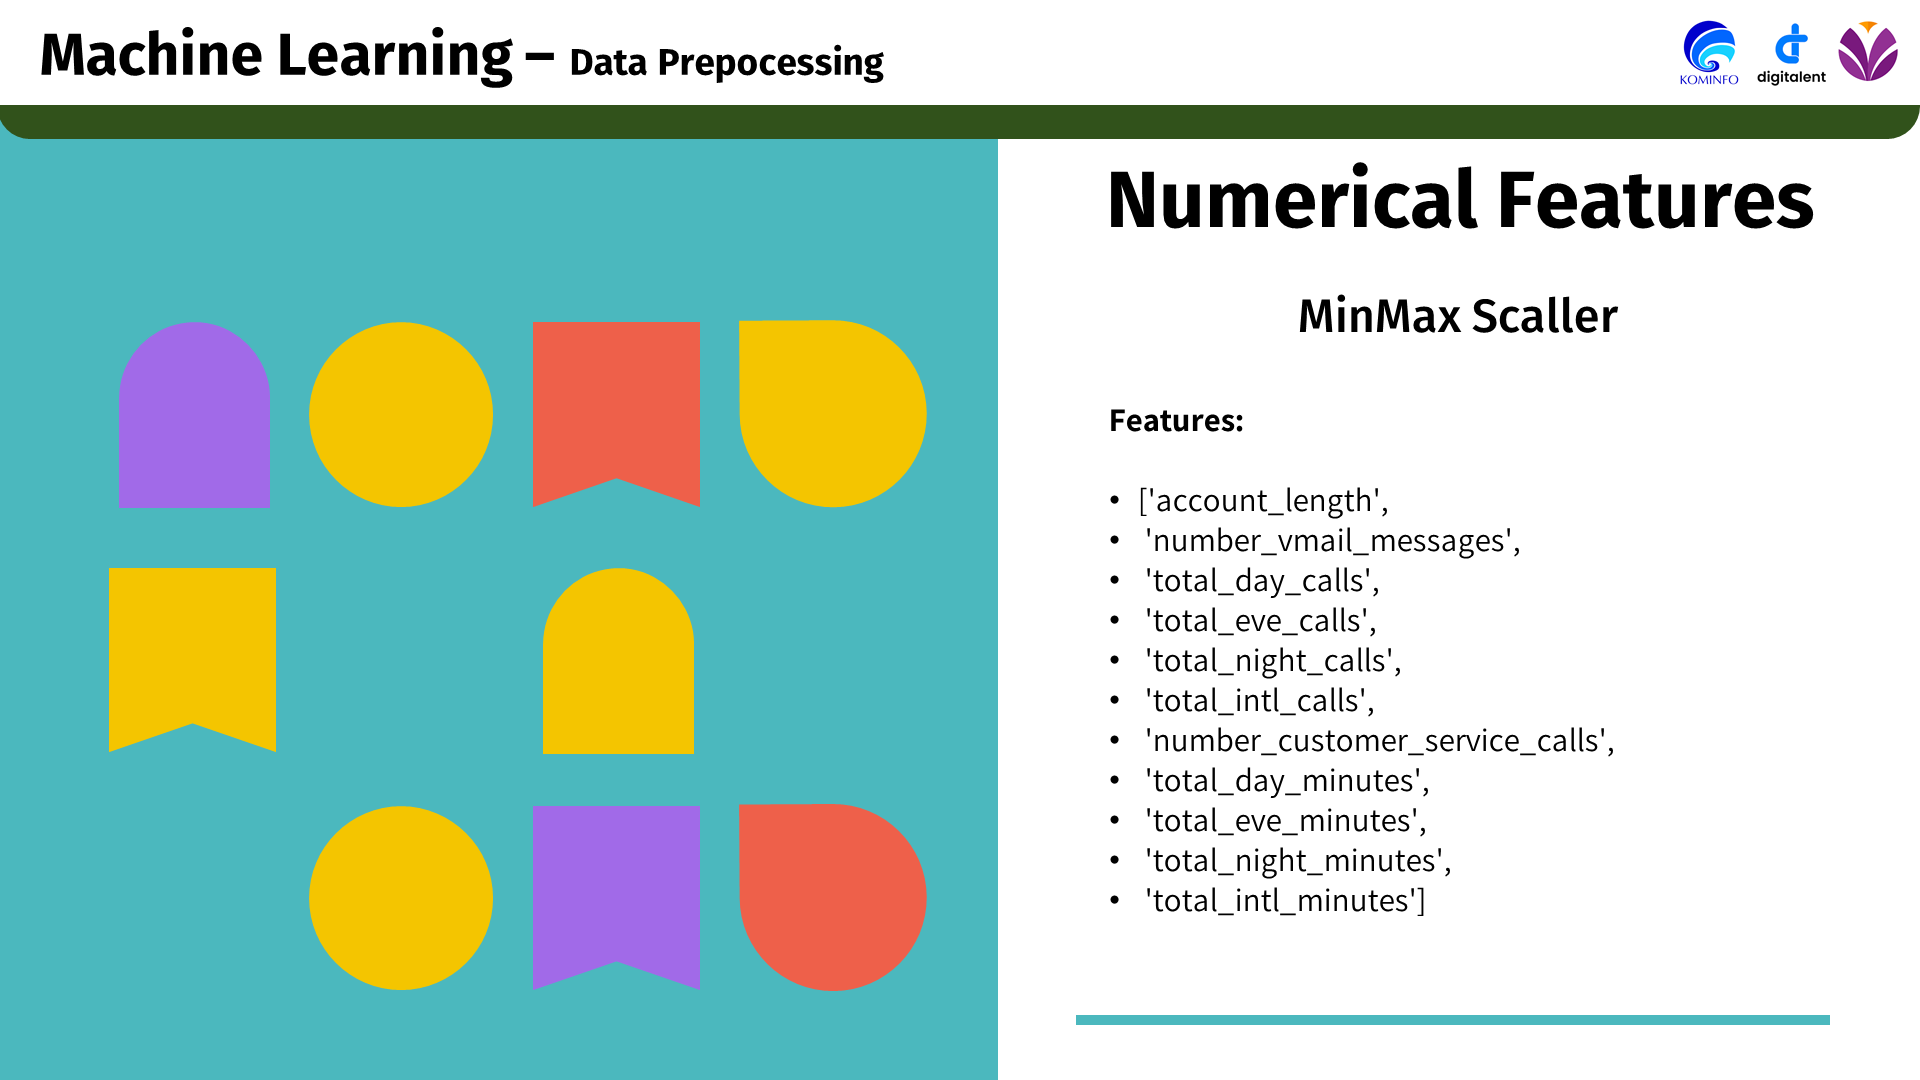 Machine Learning – Data Prepocessing
KOMINFO
digitalent
Numerical Features
MinMax Scaller
Features:
• ['account_length',
• 'number_vmail_messages',
• 'total_day_calls',
• 'total_eve_calls',
• 'total_night_calls',
• 'total_intl_calls',
• 'number_customer_service_calls',
• 'total_day_minutes',
• 'total_eve_minutes',
• 'total_night_minutes',
• 'total_intl_minutes']